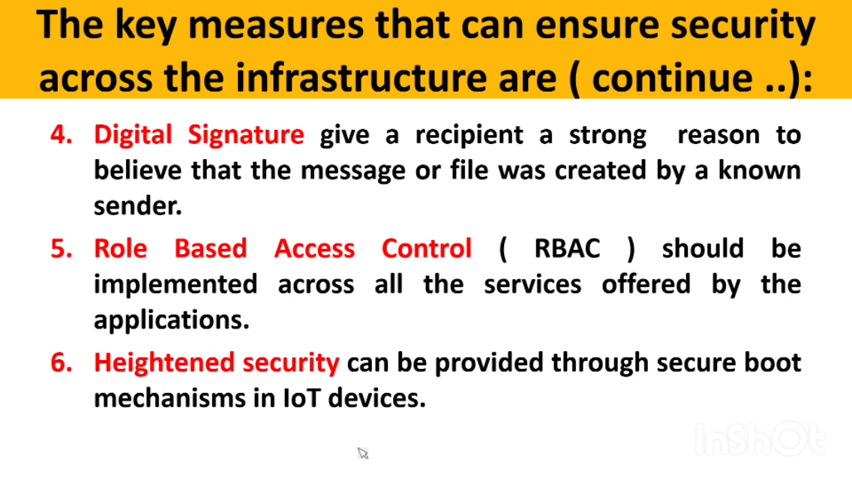 The key measures that can ensure security
across the infrastructure are ( continue ..):
4. Digital Signature give a recipient a strong reason to
believe that the message or file was created by a known
sender.
5. Role Based Access Control ( RBAC ) should be
implemented across all the services offered by the
applications.
6. Heightened security can be provided through secure boot
mechanisms in IoT devices.
InShOt